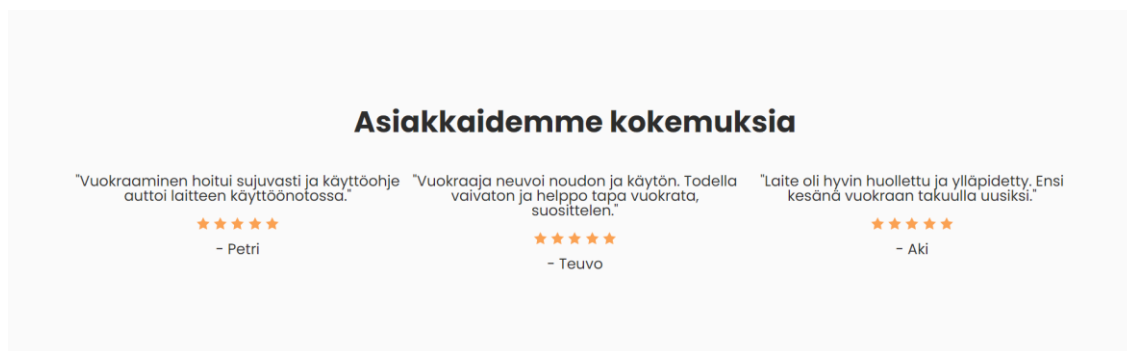 Asiakkaidemme kokemuksia
"Vuokraaminen hoitui sujuvasti ja käyttöohje
auttoi laitteen käyttöönotossa."
- Petri
"Vuokraaja neuvoi noudon ja käytön. Todella
vaivaton ja helppo tapa vuokrata,
suosittelen."
- Teuvo
"Laite oli hyvin huollettu ja ylläpidetty. Ensi
kesänä vuokraan takuulla uusiksi."
- Aki